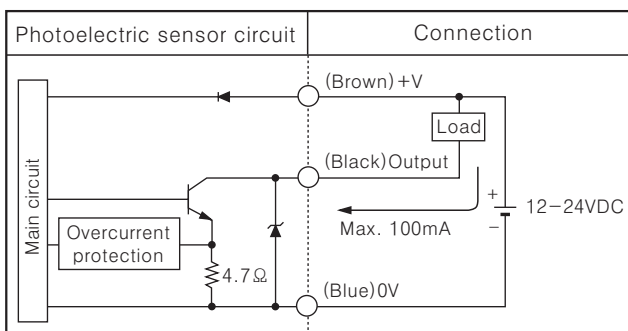 Photoelectric sensor circuit
Connection
(Brown)+V
Load
(Black)Output
Main circuit
+
12−24VDC
−
Max. 100mA
Overcurrent
protection
4.7Ω
(Blue)0V